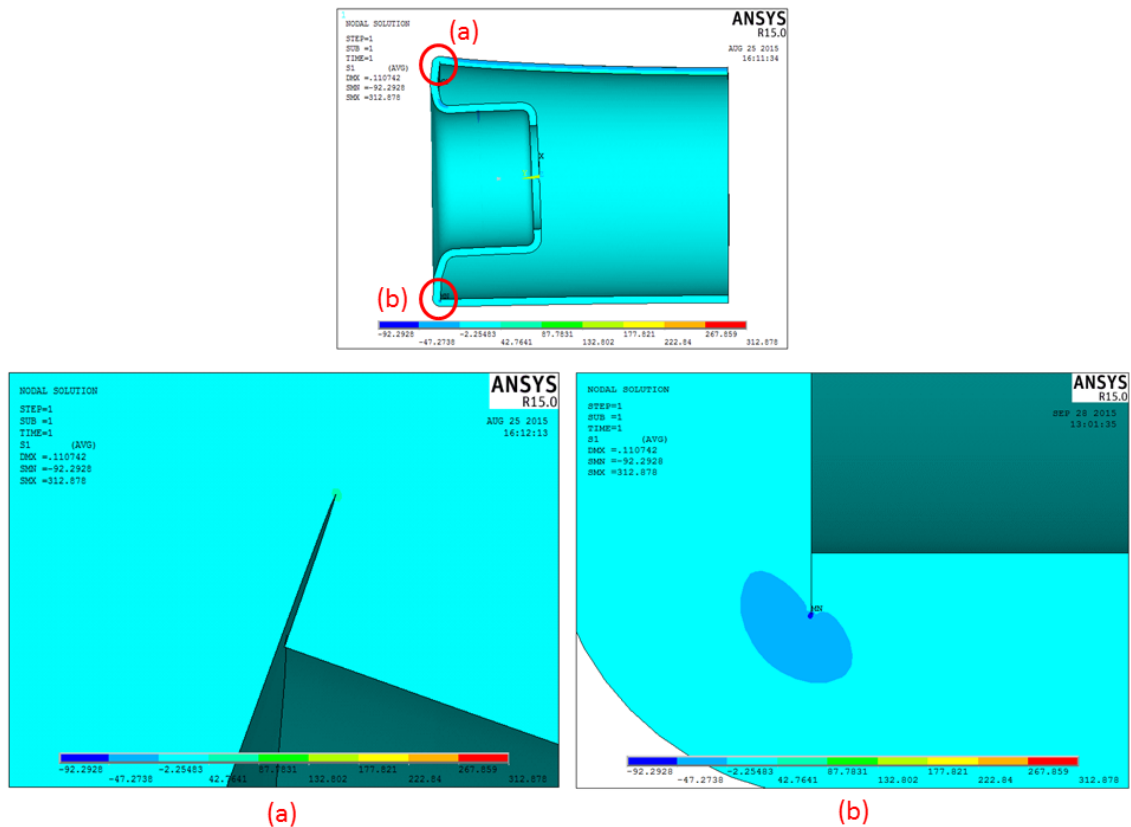 1
NODAL SOLUTION
STEP=1
SUB =1
TIME=1
S1 (AVG)
DMX =.110742
SMN =-92.2928
SMX =312.878
ANSYS
R15.0
AUG 25 2015
16:11:34
(a)
X
(b)
-92.2928 -2.25483 87.7831 177.821 267.859
-47.2738 42.7641 132.802 222.84 312.878
NODAL SOLUTION
STEP=1
SUB =1
TIME=1
S1 (AVG)
DMX =.110742
SMN =-92.2928
SMX =312.878
ANSYS
R15.0
AUG 25 2015
16:12:13
-92.2928 -2.25483 87.7831 177.821 267.859
-47.2738 42.7641 132.802 222.84 312.878
(a)
NODAL SOLUTION
STEP=1
SUB =1
TIME=1
S1 (AVG)
DMX =.110742
SMN =-92.2928
SMX =312.878
ANSYS
R15.0
SEP 28 2015
13:01:35
MN
-92.2928 -2.25483 87.7831 177.821 267.859
-47.2738 42.7641 132.802 222.84 312.878
(b)